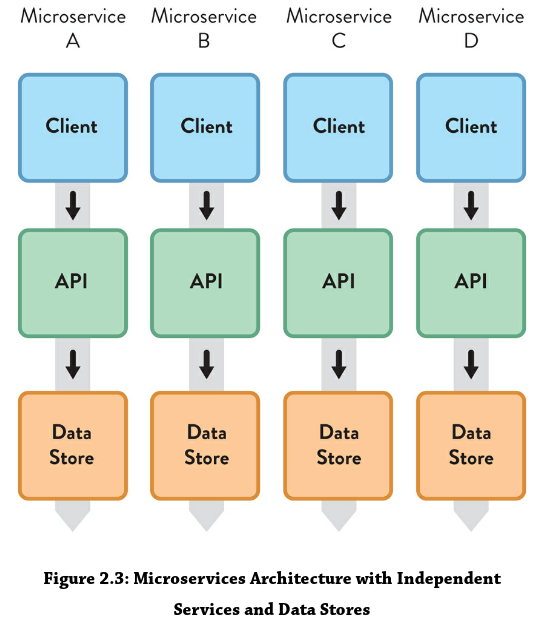 Microservice A
Microservice B
Microservice C
Microservice D
Client
Client
Client
Client
API
API
API
API
Data
Store
Data
Store
Data
Store
Data
Store
Figure 2.3: Microservices Architecture with Independent
Services and Data Stores